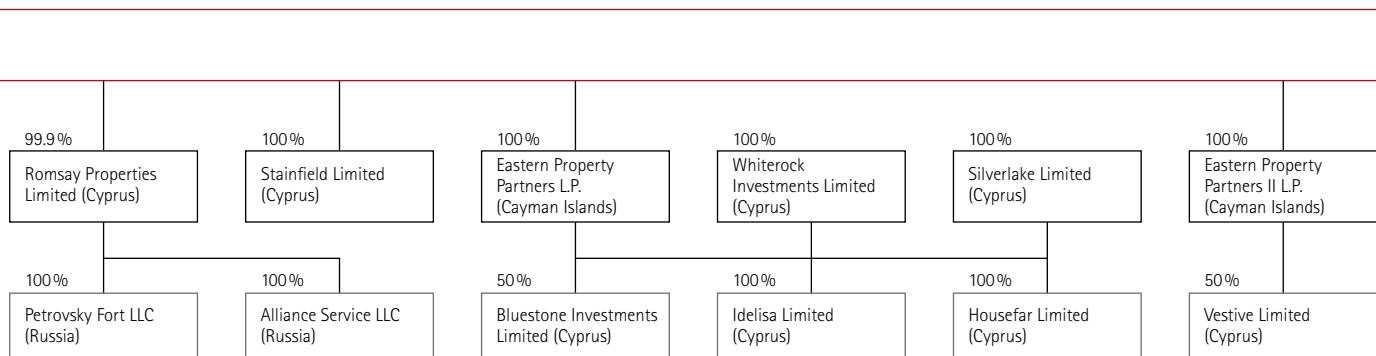 99.9 %
Romsay Properties
Limited (Cyprus)
100 %
Stainfield Limited
(Cyprus)
100 %
Eastern Property
Partners L.P.
(Cayman Islands)
100 %
Whiterock
Investments Limited
(Cyprus)
100 %
Silverlake Limited
(Cyprus)
100 %
Eastern Property
Partners II L.P.
(Cayman Islands)
100 %
Petrovsky Fort LLC
(Russia)
100 %
Alliance Service LLC
(Russia)
50 %
Bluestone Investments
Limited (Cyprus)
100 %
Idelisa Limited
(Cyprus)
100 %
Housefar Limited
(Cyprus)
50 %
Vestive Limited
(Cyprus)